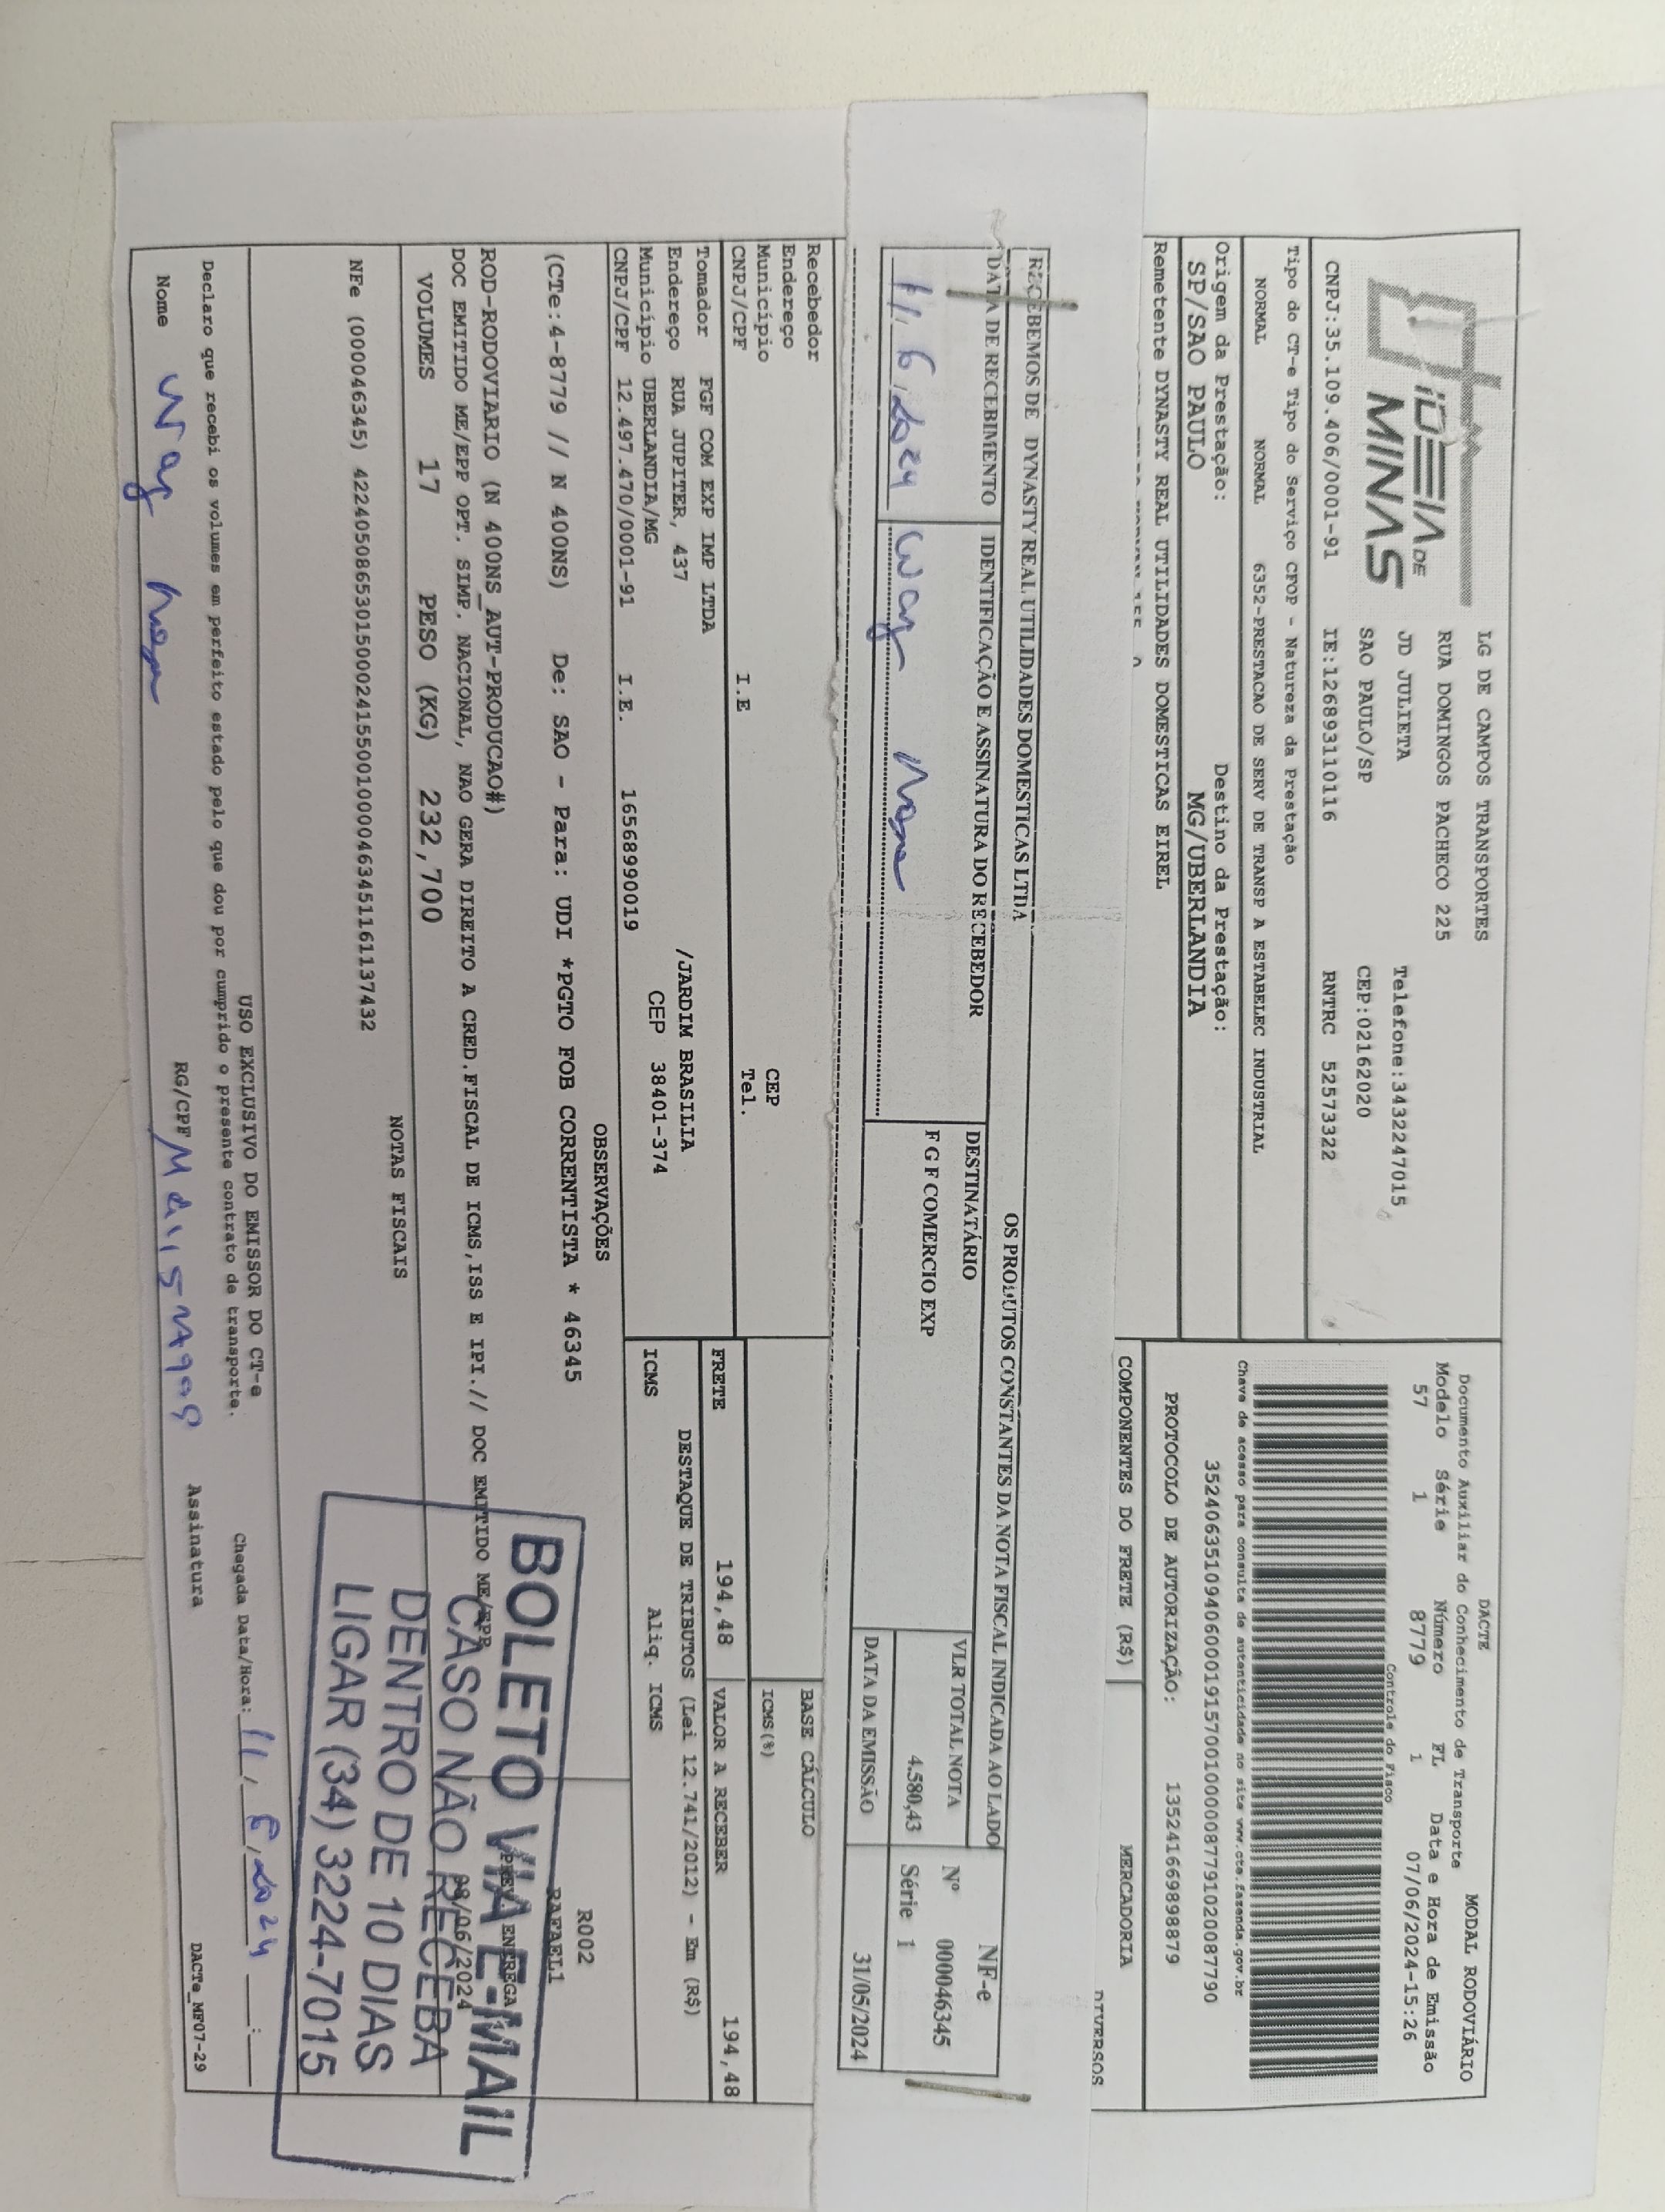 IDEIA DE
MINAS
LG DE CAMPOS TRANSPORTES
RUA DOMINGOS PACHECO 225
JD JULIETA Telefone:3432247015
SAO PAULO/SP CEP:02162020
CNPJ:35.109.406/0001-91 IE:126893110116 RNTRC 52573322
Tipo do CT-e Tipo do Serviço CFOP - Natureza da Prestação
NORMAL NORMAL 6352-PRESTACAO DE SERV DE TRANSP A ESTABELEC INDUSTRIAL
Origem da Prestação: Destino da Prestação:
SP/SAO PAULO MG/UBERLANDIA
Remetente DYNASTY REAL UTILIDADES DOMESTICAS EIREL
DACTE MODAL RODOVIÁRIO
Documento Auxiliar do Conhecimento de Transporte
Modelo Série Número FL Data e Hora de Emissão
57 1 8779 1 07/06/2024-15:26
Controle do Fisco
Chave de acesso para consulta de autenticidade no site www.cte.fazenda.gov.br
35240635109406000191570010000087791020087790
PROTOCOLO DE AUTORIZAÇÃO: 135241669898879
COMPONENTES DO FRETE (R$) MERCADORIA
DIVERSOS
RECEBEMOS DE DYNASTY REAL UTILIDADES DOMESTICAS LTDA OS PRODUTOS CONSTANTES DA NOTA FISCAL INDICADA AO LADO
DATA DE RECEBIMENTO IDENTIFICAÇÃO E ASSINATURA DO RECEBEDOR DESTINATÁRIO
F G F COMERCIO EXP
11.6.2024
VLR TOTAL NOTA
4.580,43
DATA DA EMISSÃO 31/05/2024
NF-e
Nº 000046345
Série 1
Recebedor
Endereço
Município CEP
CNPJ/CPF I.E Tel.
Tomador FGF COM EXP IMP LTDA
Endereço RUA JUPITER, 437 /JARDIM BRASILIA
Município UBERLANDIA/MG CEP 38401-374
CNPJ/CPF 12.497.470/0001-91 I.E. 16568990019
BASE CÁLCULO
ICMS(%)
FRETE 194,48 VALOR A RECEBER 194,48
DESTAQUE DE TRIBUTOS (Lei 12.741/2012) - Em (R$)
ICMS Aliq. ICMS
OBSERVAÇÕES
(CTe:4-8779 // N 400NS) De: SAO - Para: UDI *PGTO FOB CORRENTISTA * 46345
R002
RAFAEL1
ROD-RODOVIARIO (N 400NS_AUT-PRODUCAO#)
DOC EMITIDO ME/EPP OPT. SIMP. NACIONAL, NAO GERA DIREITO A CRED.FISCAL DE ICMS,ISS E IPI.// DOC EMITIDO ME/EPP
PREV. ENTREGA
08/06/2024
VOLUMES 17 PESO (KG) 232,700
NOTAS FISCAIS
NFe (000046345) 42240508653015000241550010000463451161137432
BOLETO VIA E-MAIL
CASO NÃO RECEBA
DENTRO DE 10 DIAS
LIGAR (34) 3224-7015
USO EXCLUSIVO DO EMISSOR DO CT-e
Declaro que recebi os volumes em perfeito estado pelo que dou por cumprido o presente contrato de transporte.
Chegada Data/Hora: 11/6/2024
Nome RG/CPF Assinatura
DACTe_MF07-29